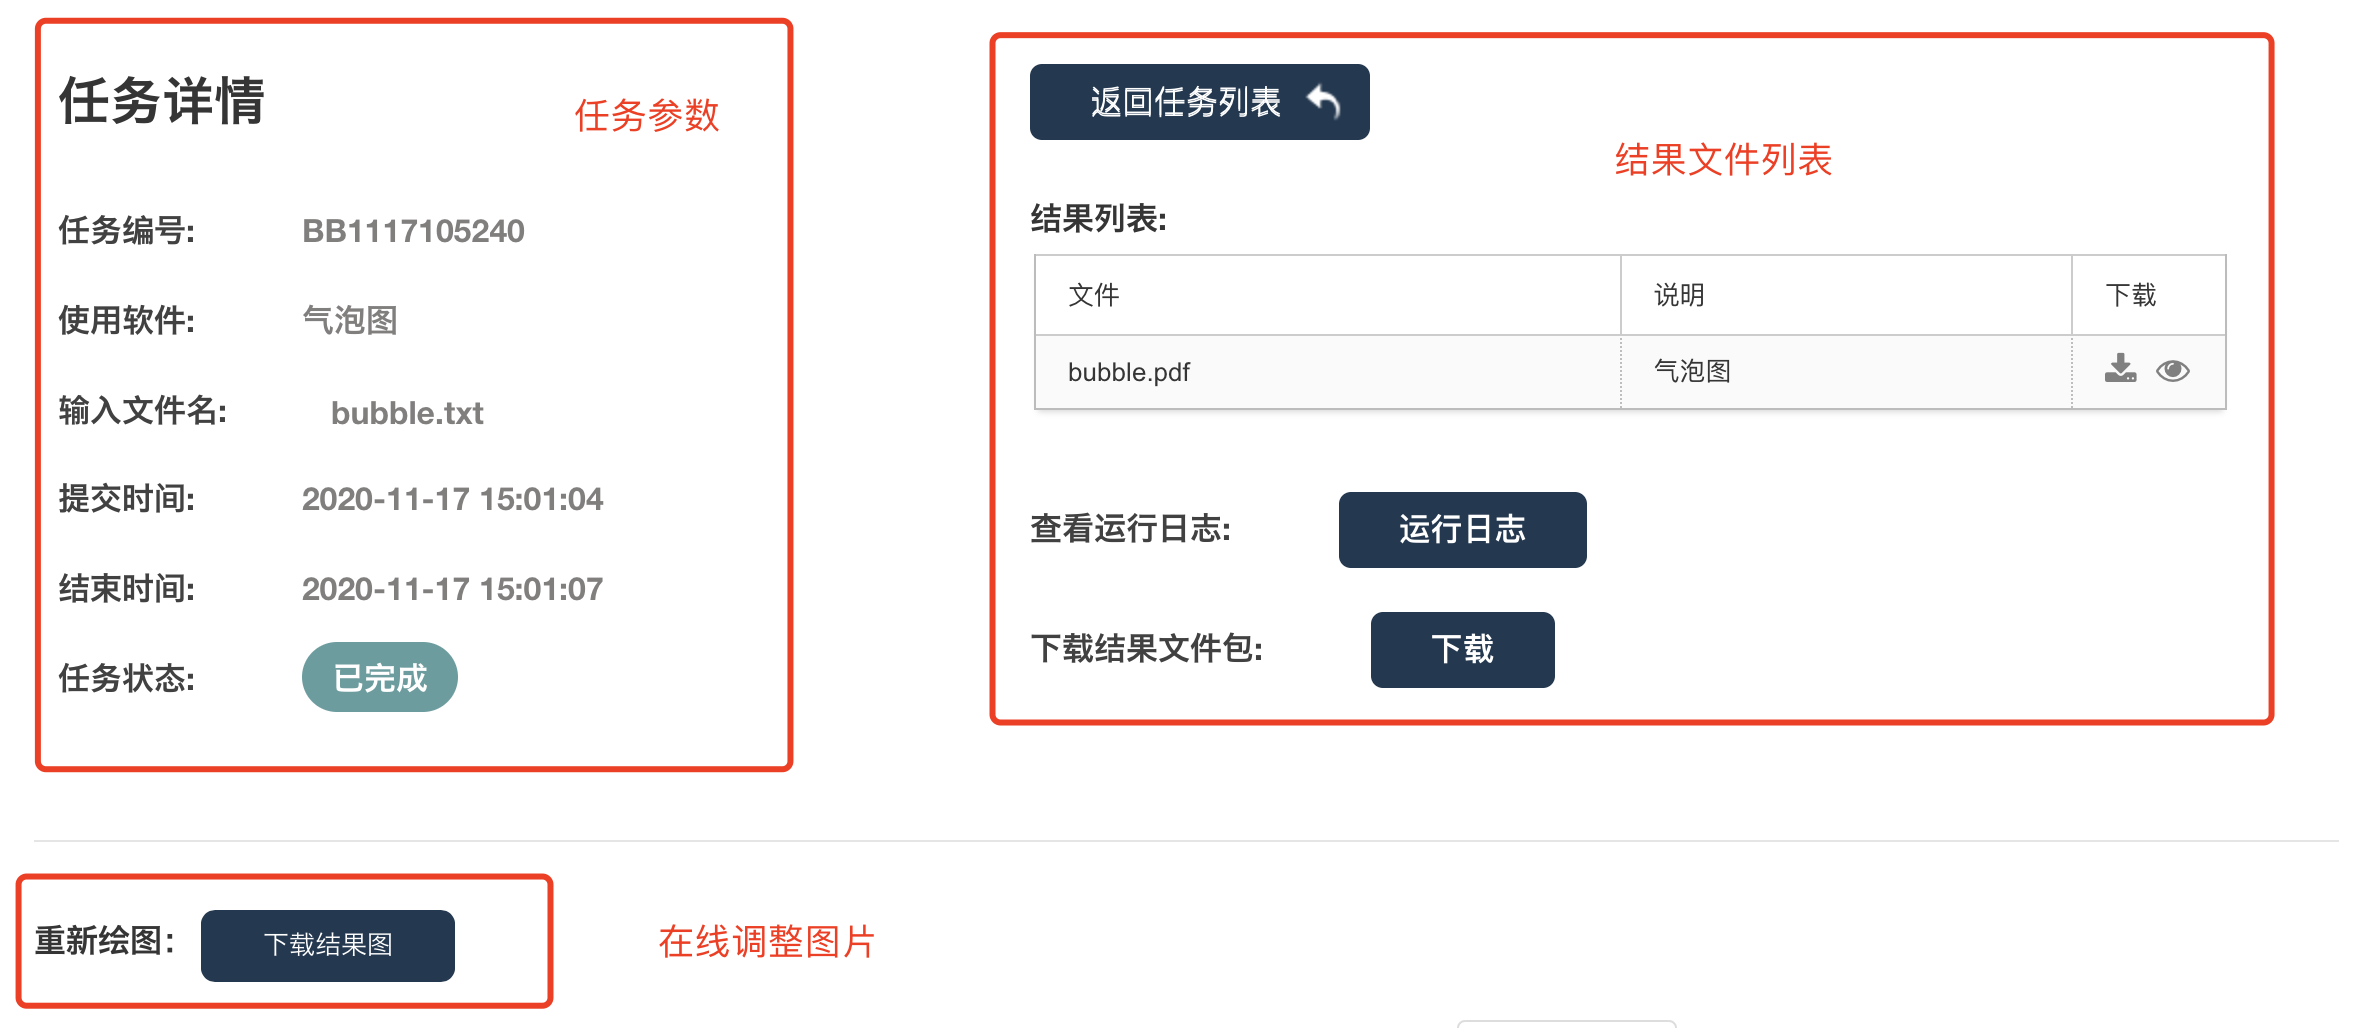 任务详情
任务参数
任务编号: BB1117105240
使用软件: 气泡图
输入文件名: bubble.txt
提交时间: 2020-11-17 15:01:04
结束时间: 2020-11-17 15:01:07
任务状态: 已完成
返回任务列表
结果文件列表
结果列表:
文件 说明 下载
bubble.pdf 气泡图
查看运行日志: 运行日志
下载结果文件包: 下载
重新绘图: 下载结果图
在线调整图片